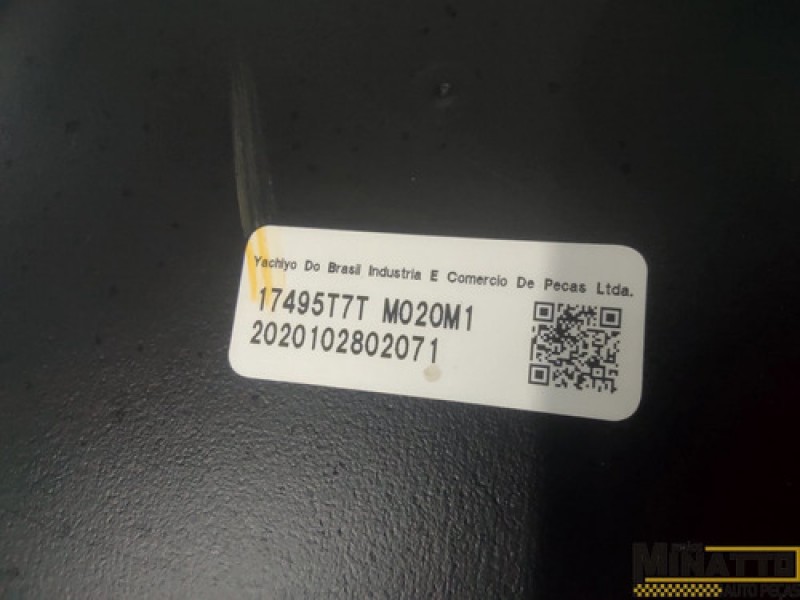 Yachiyo Do Brasil Industria E Comercio De Pecas Ltda.
17495T7T M020M1
2020102802071
MINATTO
AUTO PEÇAS